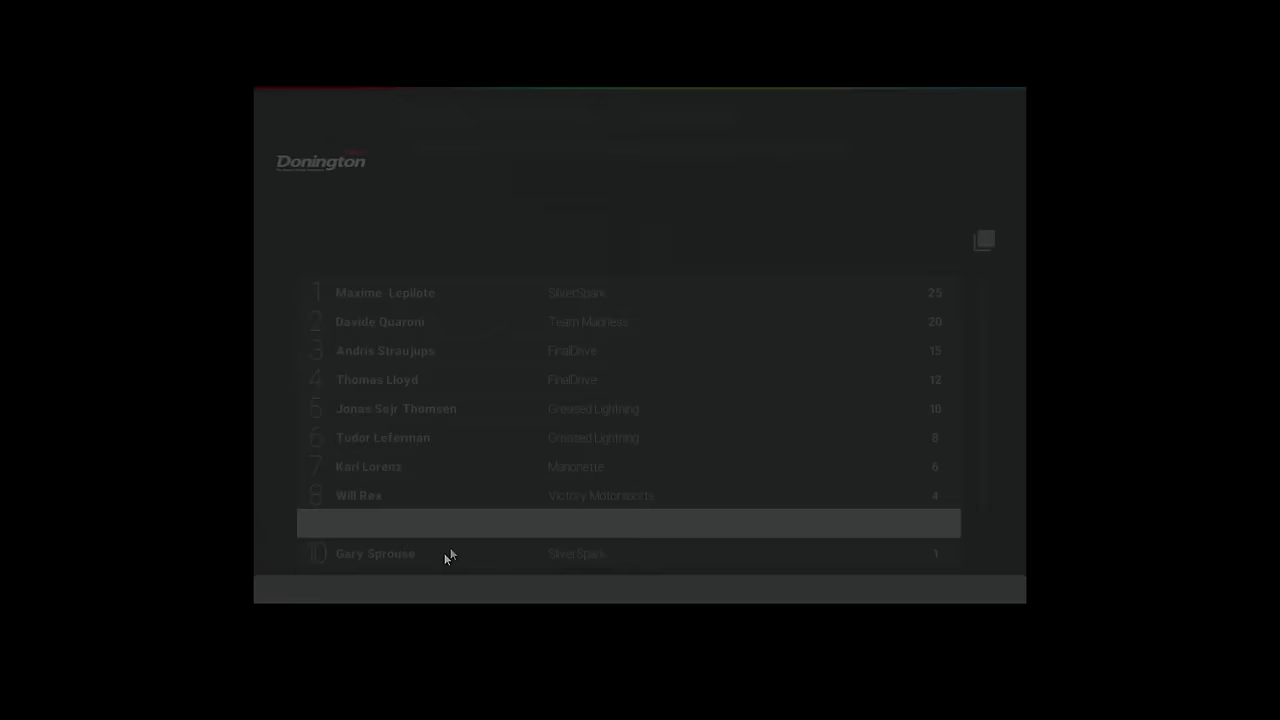 Donington
1 Maxime Lepilote SilverSpark 25
2 Davide Quaroni Team Madness 20
3 Andris Straujups FinalDrive 15
4 Thomas Lloyd FinalDrive 12
5 Jonas Sejr Thomsen Greased Lightning 10
6 Tudor Leferman Greased Lightning 8
7 Karl Lorenz Marionette 6
8 Will Rex Victory Motorsports 4
10 Gary Sprouse SilverSpark 1